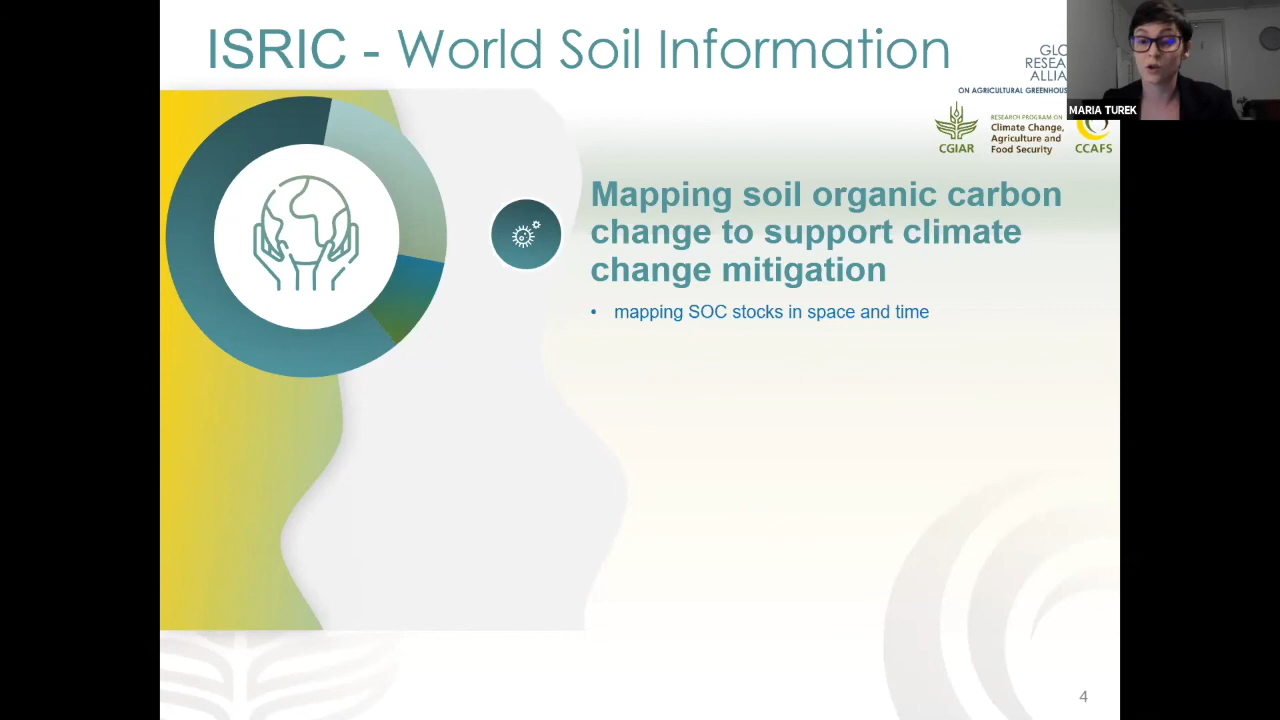 ISRIC - World Soil Information
MARIA TUREK
ON AGRICULTURAL
CGIAR
RESEARCH PROGRAM ON
Climate Change,
Agriculture and
Food Security
CCAFS
Mapping soil organic carbon
change to support climate
change mitigation
• mapping SOC stocks in space and time
4